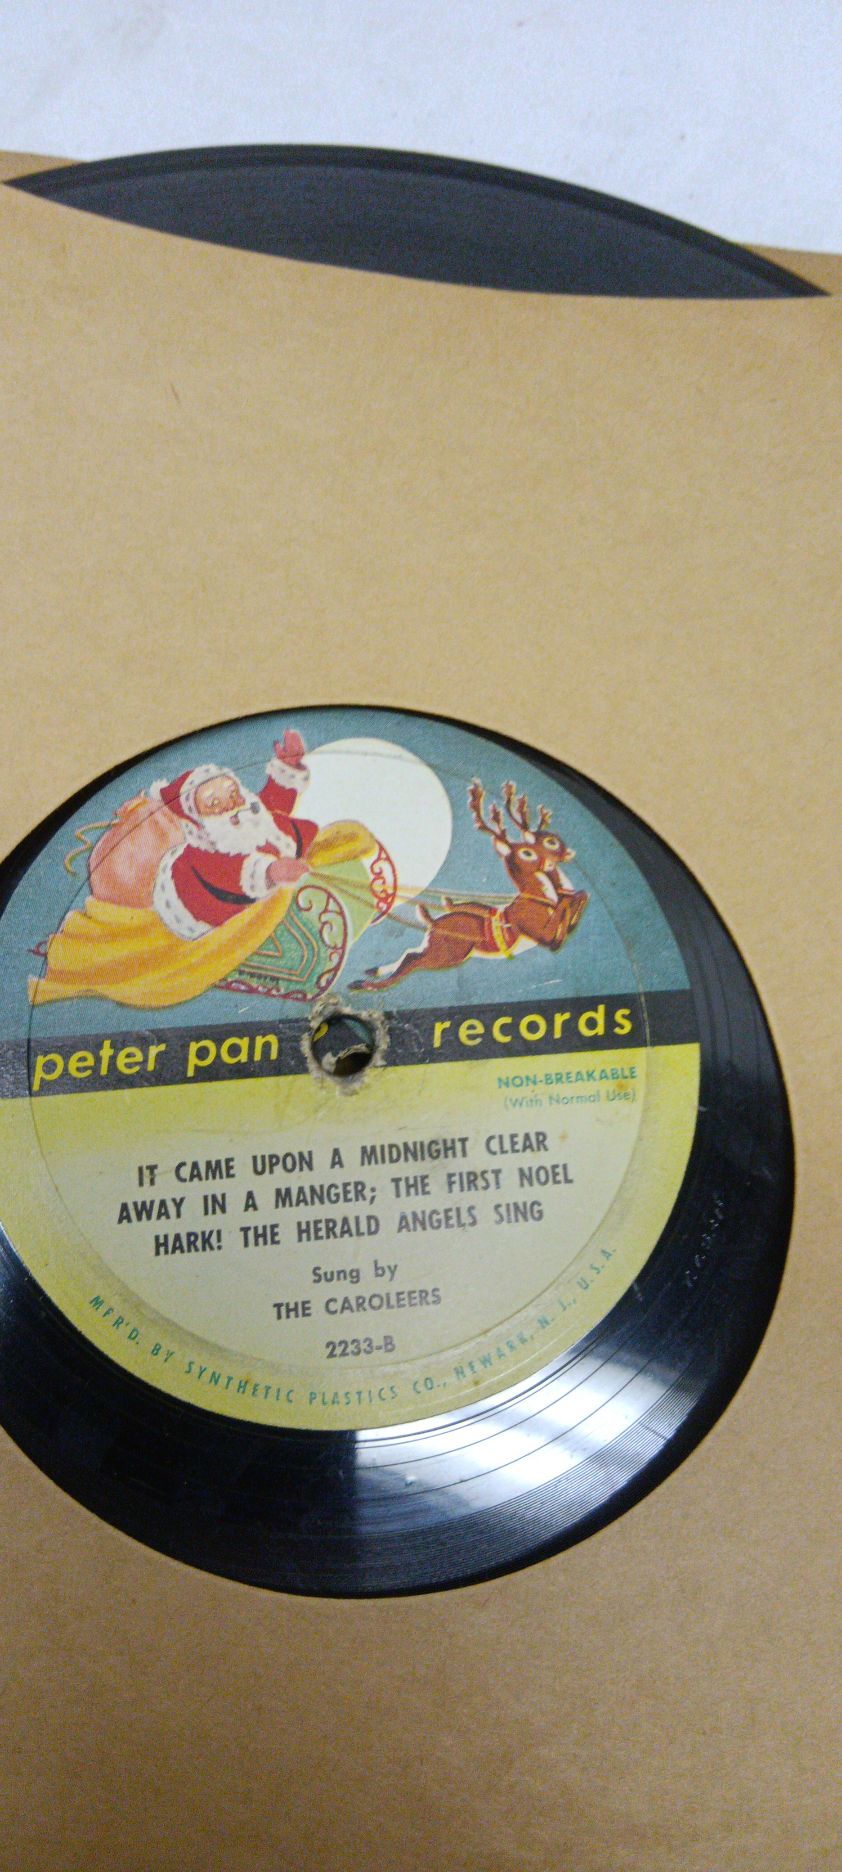 peter pan records
NON-BREAKABLE
(With Normal Use)
IT CAME UPON A MIDNIGHT CLEAR
AWAY IN A MANGER; THE FIRST NOEL
HARK! THE HERALD ANGELS SING
Sung by
THE CAROLEERS
2233-B
MFR'D. BY SYNTHETIC PLASTICS CO., NEWARK, N. J., U. S. A.